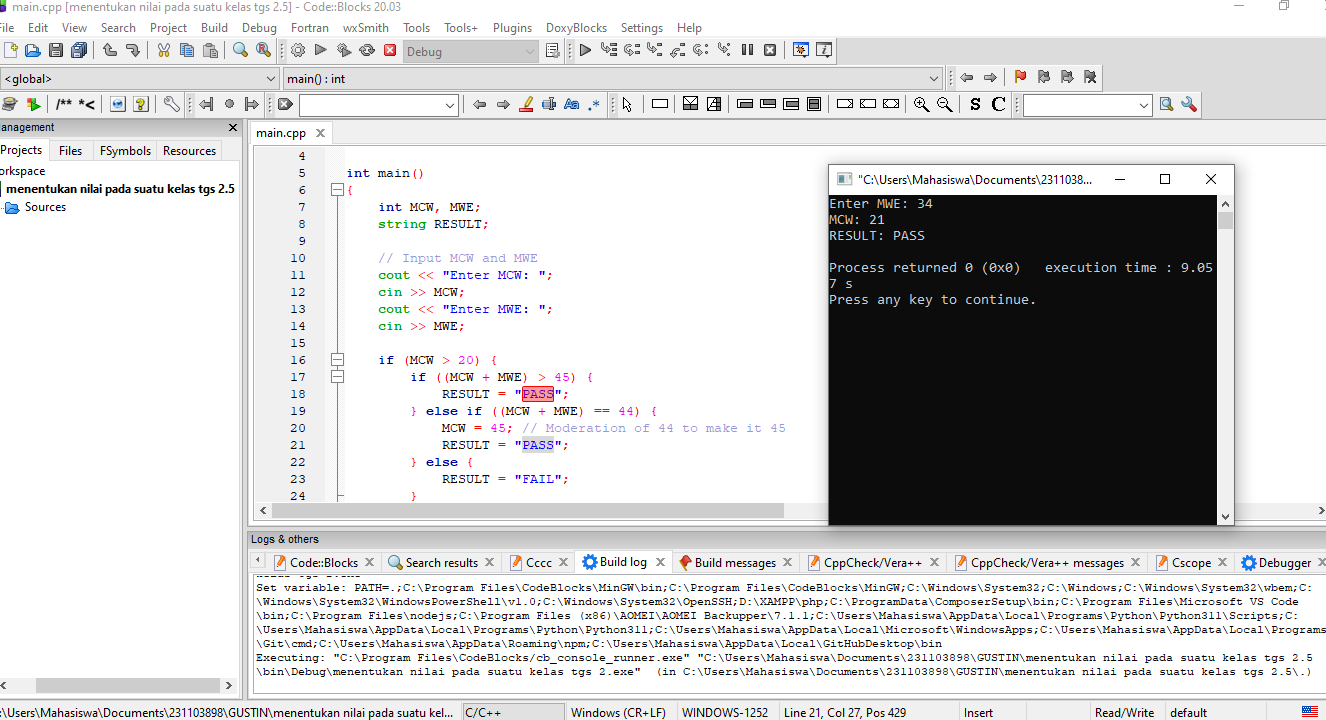 main.cpp [menentukan nilai pada suatu kelas tgs 2.5] - Code::Blocks 20.03
File Edit View Search Project Build Debug Fortran wxSmith Tools Tools+ Plugins DoxyBlocks Settings Help
Debug
<global> main() : int
/** *<
Aa .* S C
anagement
Projects Files FSymbols Resources
orkspace
menentukan nilai pada suatu kelas tgs 2.5
Sources
main.cpp
4
5 int main()
6 {
7 int MCW, MWE;
8 string RESULT;
9
10 // Input MCW and MWE
11 cout << "Enter MCW: ";
12 cin >> MCW;
13 cout << "Enter MWE: ";
14 cin >> MWE;
15
16 if (MCW > 20) {
17 if ((MCW + MWE) > 45) {
18 RESULT = "PASS";
19 } else if ((MCW + MWE) == 44) {
20 MCW = 45; // Moderation of 44 to make it 45
21 RESULT = "PASS";
22 } else {
23 RESULT = "FAIL";
24 }
"C:\Users\Mahasiswa\Documents\2311038...
Enter MWE: 34
MCW: 21
RESULT: PASS
Process returned 0 (0x0) execution time : 9.05
7 s
Press any key to continue.
Logs & others
Code::Blocks Search results Cccc Build log Build messages CppCheck/Vera++ CppCheck/Vera++ messages Cscope Debugger
Set variable: PATH=.;C:\Program Files\CodeBlocks\MinGW\bin;C:\Program Files\CodeBlocks\MinGW;C:\Windows\System32;C:\Windows;C:\Windows\System32\wbem;C:
\Windows\System32\WindowsPowerShell\v1.0;C:\Windows\System32\OpenSSH;D:\XAMPP\php;C:\ProgramData\ComposerSetup\bin;C:\Program Files\Microsoft VS Code
\bin;C:\Program Files\nodejs;C:\Program Files (x86)\AOMEI\AOMEI Backupper\7.1.1;C:\Users\Mahasiswa\AppData\Local\Programs\Python\Python311\Scripts;C:
\Users\Mahasiswa\AppData\Local\Programs\Python\Python311;C:\Users\Mahasiswa\AppData\Local\Microsoft\WindowsApps;C:\Users\Mahasiswa\AppData\Local\Programs
\Git\cmd;C:\Users\Mahasiswa\AppData\Roaming\npm;C:\Users\Mahasiswa\AppData\Local\GitHubDesktop\bin
Executing: "C:\Program Files\CodeBlocks/cb_console_runner.exe" "C:\Users\Mahasiswa\Documents\231103898\GUSTIN\menentukan nilai pada suatu kelas tgs 2.5
\bin\Debug\menentukan nilai pada suatu kelas tgs 2.exe" (in C:\Users\Mahasiswa\Documents\231103898\GUSTIN\menentukan nilai pada suatu kelas tgs 2.5\.)
:\Users\Mahasiswa\Documents\231103898\GUSTIN\menentukan nilai pada suatu kel... C/C++ Windows (CR+LF) WINDOWS-1252 Line 21, Col 27, Pos 429 Insert Read/Write default